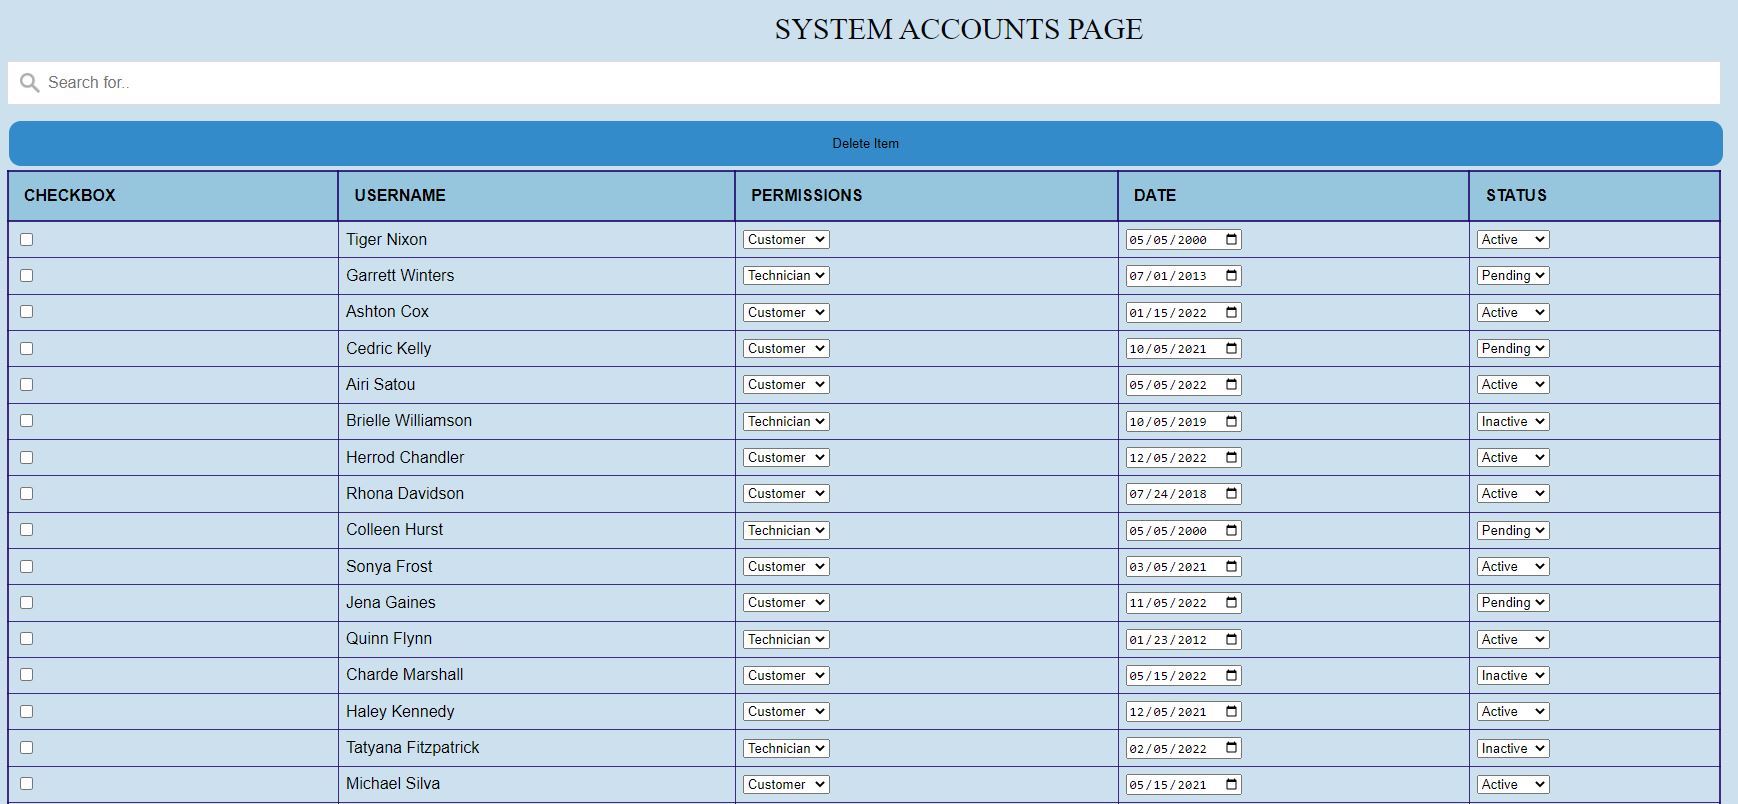 SYSTEM ACCOUNTS PAGE
Search for..
Delete Item
CHECKBOX USERNAME PERMISSIONS DATE STATUS
Tiger Nixon Customer 05/05/2000 Active
Garrett Winters Technician 07/01/2013 Pending
Ashton Cox Customer 01/15/2022 Active
Cedric Kelly Customer 10/05/2021 Pending
Airi Satou Customer 05/05/2022 Active
Brielle Williamson Technician 10/05/2019 Inactive
Herrod Chandler Customer 12/05/2022 Active
Rhona Davidson Customer 07/24/2018 Active
Colleen Hurst Technician 05/05/2000 Pending
Sonya Frost Customer 03/05/2021 Active
Jena Gaines Customer 11/05/2022 Pending
Quinn Flynn Technician 01/23/2012 Active
Charde Marshall Customer 05/15/2022 Inactive
Haley Kennedy Customer 12/05/2021 Active
Tatyana Fitzpatrick Technician 02/05/2022 Inactive
Michael Silva Customer 05/15/2021 Active